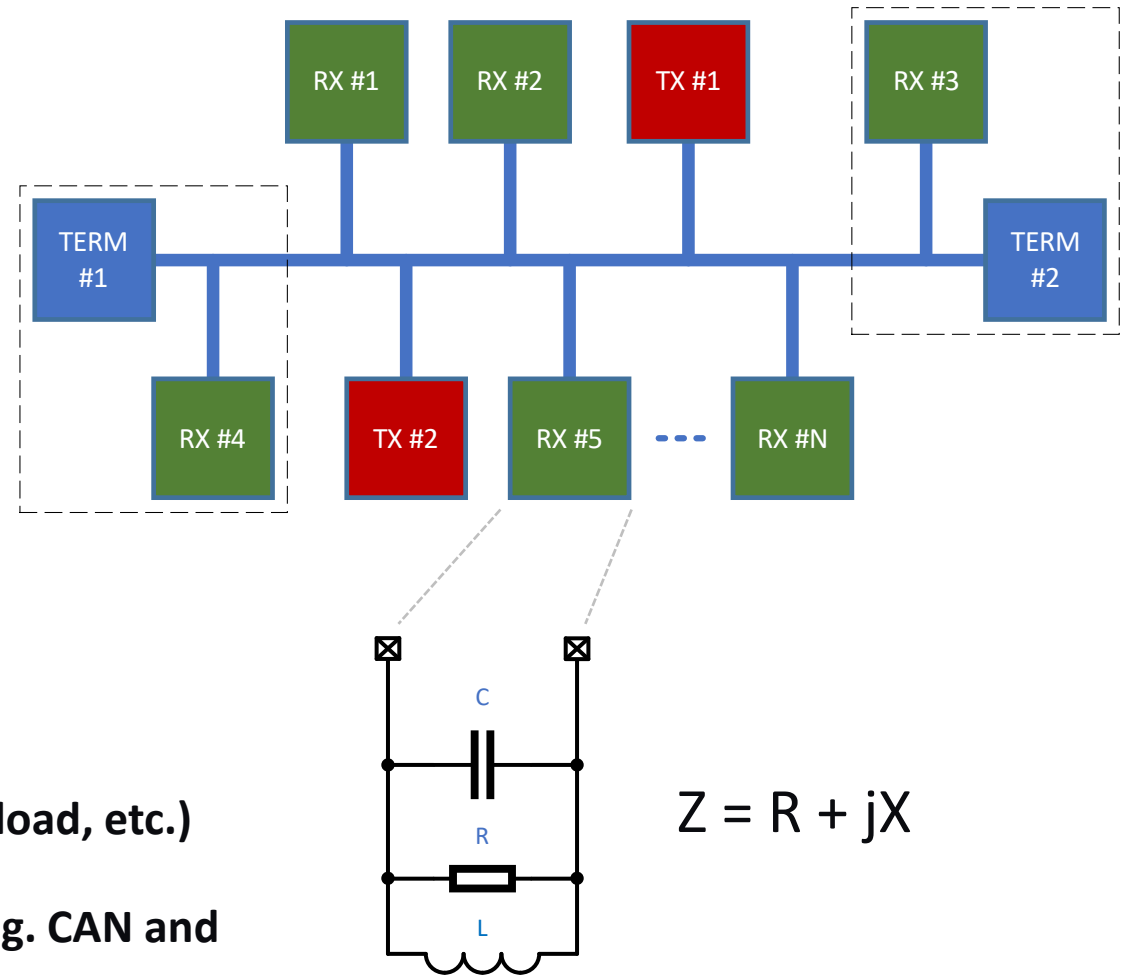 RX #1
RX #2
TX #1
RX #3
TERM
#1
TERM
#2
RX #4
TX #2
RX #5
RX #N
C
load, etc.)
R
Z = R + jX
g. CAN and
L